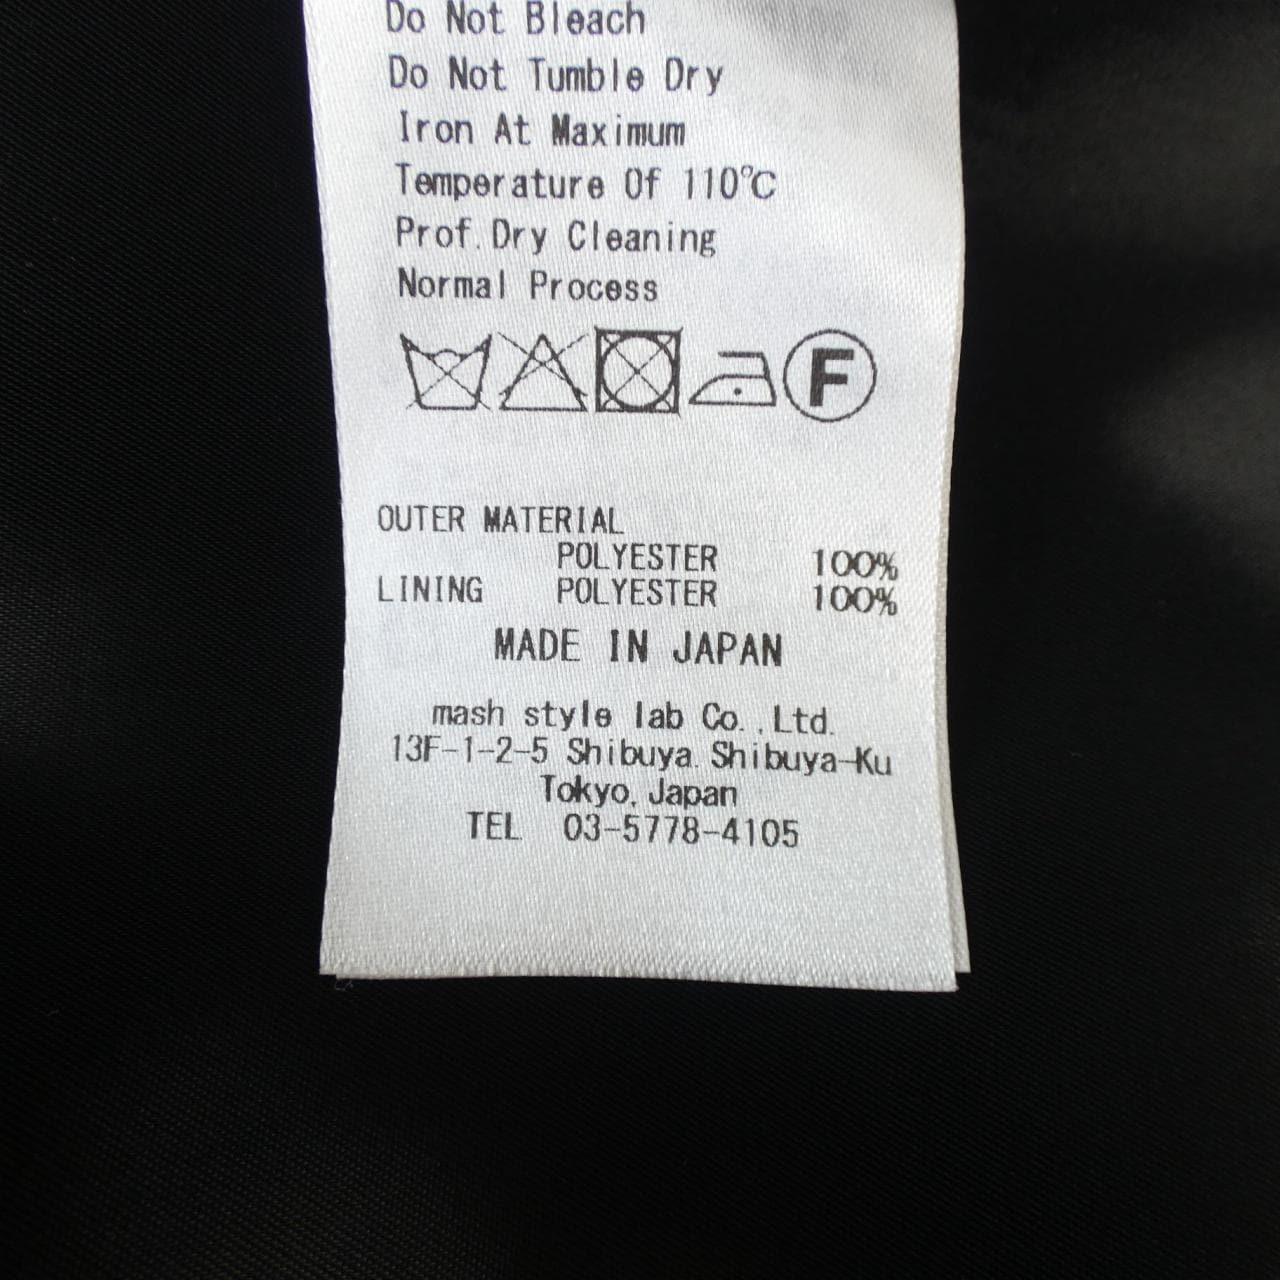 Do Not Bleach
Do Not Tumble Dry
Iron At Maximum
Temperature Of 110℃
Prof.Dry Cleaning
Normal Process
F
OUTER MATERIAL
POLYESTER 100%
LINING POLYESTER 100%
MADE IN JAPAN
mash style lab Co.,Ltd.
13F-1-2-5 Shibuya. Shibuya-Ku
Tokyo, Japan
TEL 03-5778-4105